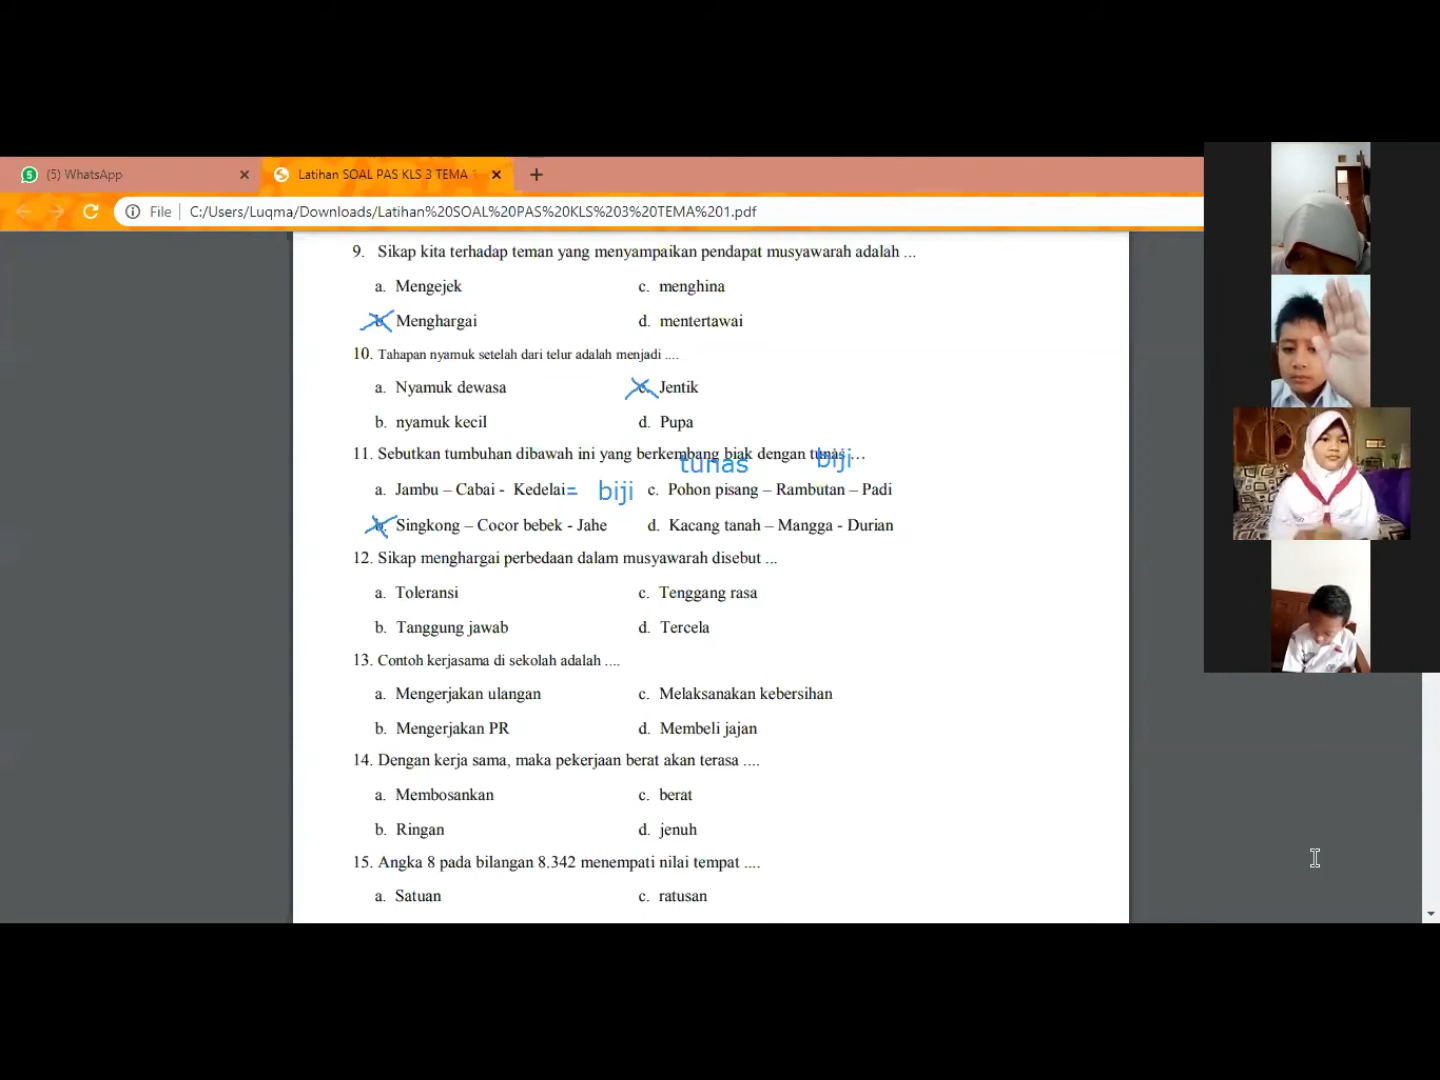 (5) WhatsApp
Latihan SOAL PAS KLS 3 TEMA
File C:/Users/Luqma/Downloads/Latihan%20SOAL%20PAS%20KLS%203%20TEMA%201.pdf
9. Sikap kita terhadap teman yang menyampaikan pendapat musyawarah adalah ...
a. Mengejek c. menghina
b. Menghargai d. mentertawai
10. Tahapan nyamuk setelah dari telur adalah menjadi ....
a. Nyamuk dewasa c. Jentik
b. nyamuk kecil d. Pupa
11. Sebutkan tumbuhan dibawah ini yang berkembang biak dengan tunas ...
tunas biji
a. Jambu – Cabai - Kedelai = biji c. Pohon pisang – Rambutan – Padi
b. Singkong – Cocor bebek - Jahe d. Kacang tanah – Mangga - Durian
12. Sikap menghargai perbedaan dalam musyawarah disebut ...
a. Toleransi c. Tenggang rasa
b. Tanggung jawab d. Tercela
13. Contoh kerjasama di sekolah adalah ....
a. Mengerjakan ulangan c. Melaksanakan kebersihan
b. Mengerjakan PR d. Membeli jajan
14. Dengan kerja sama, maka pekerjaan berat akan terasa ....
a. Membosankan c. berat
b. Ringan d. jenuh
15. Angka 8 pada bilangan 8.342 menempati nilai tempat ....
a. Satuan c. ratusan